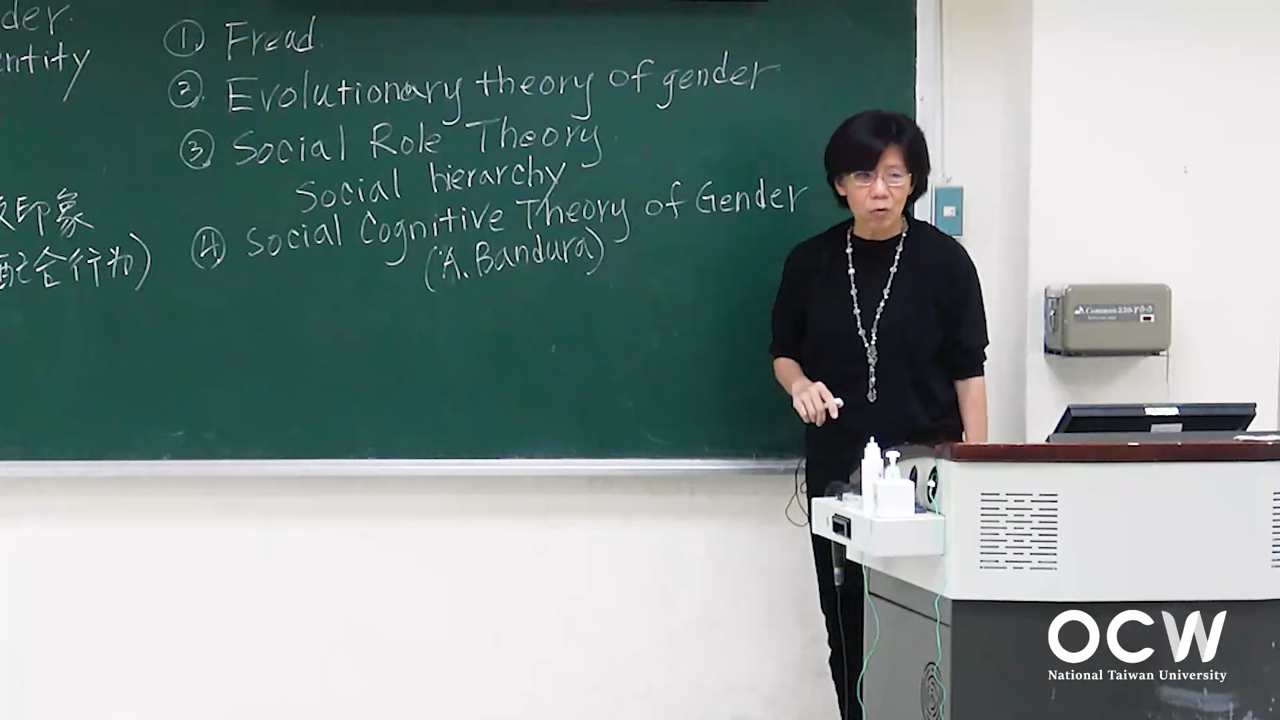 der.
entity
① Freud.
② Evolutionary theory of gender
③ Social Role Theory.
Social hierarchy
④ Social Cognitive Theory of Gender
(A. Bandura)
印象
配合行為)
OCW
National Taiwan University